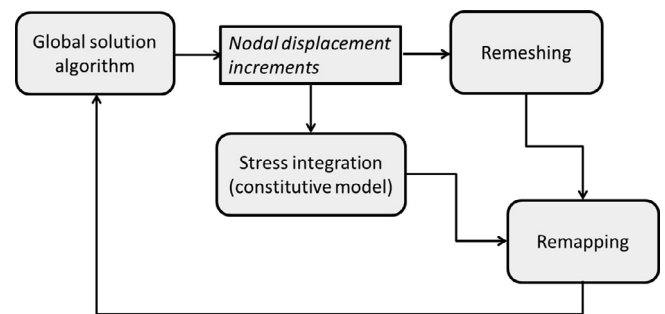 Global solution
algorithm
Nodal displacement
increments
Remeshing
Stress integration
(constitutive model)
Remapping